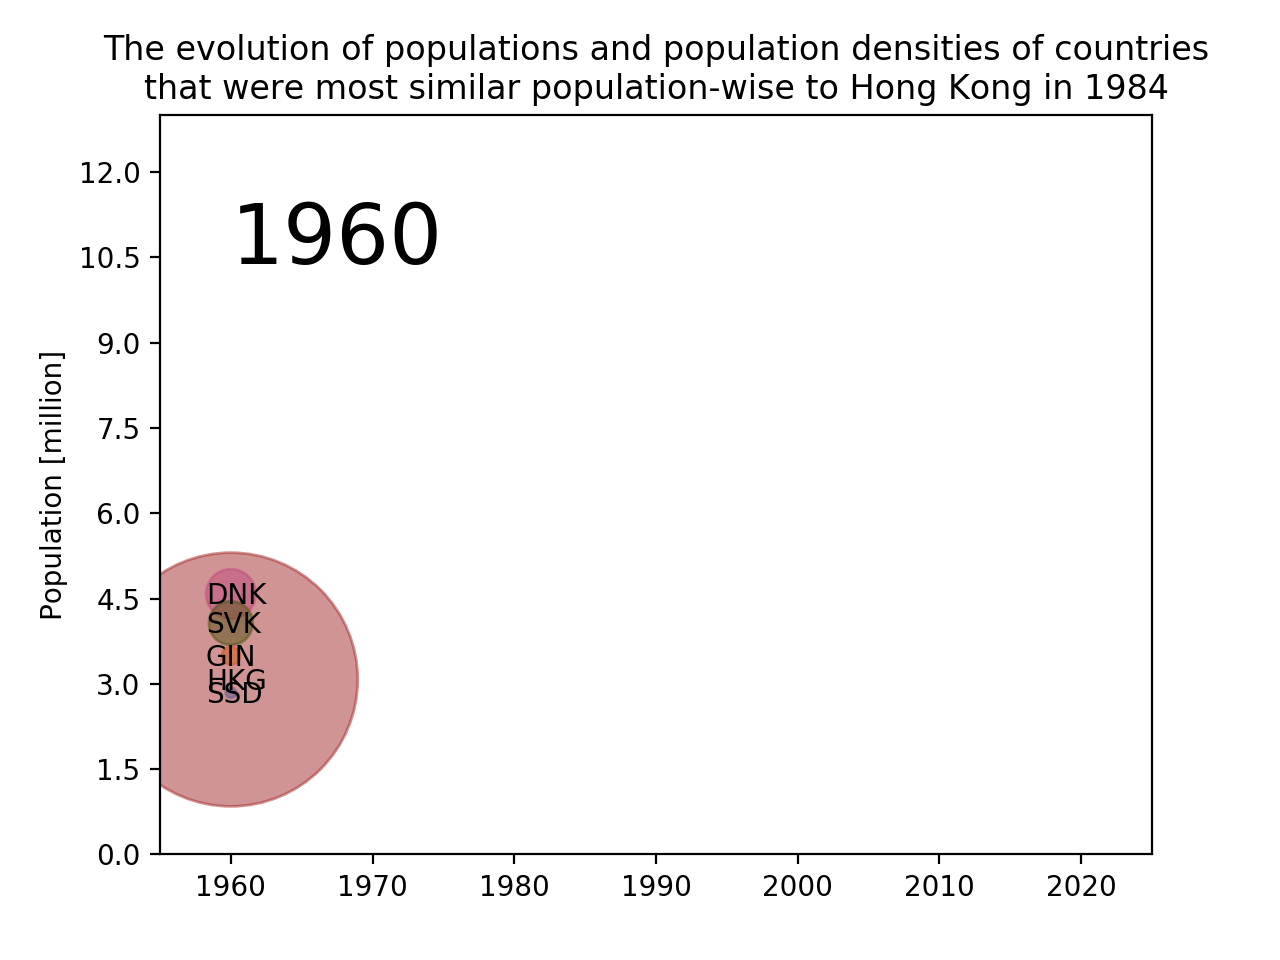 The evolution of populations and population densities of countries
that were most similar population-wise to Hong Kong in 1984
12.0
1960
10.5
9.0
Population [million]
7.5
6.0
4.5
DNK
SVK
GIN
HKG
3.0
SSD
1.5
0.0
1960 1970 1980 1990 2000 2010 2020